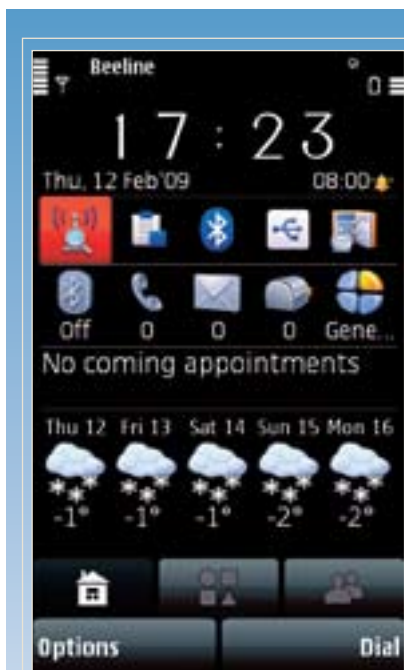 Beeline
0
17:23
Thu, 12 Feb'09 08:00
Off 0 0 0 Gene...
No coming appointments
Thu 12 Fri 13 Sat 14 Sun 15 Mon 16
-1° -1° -1° -2° -2°
Options Dial